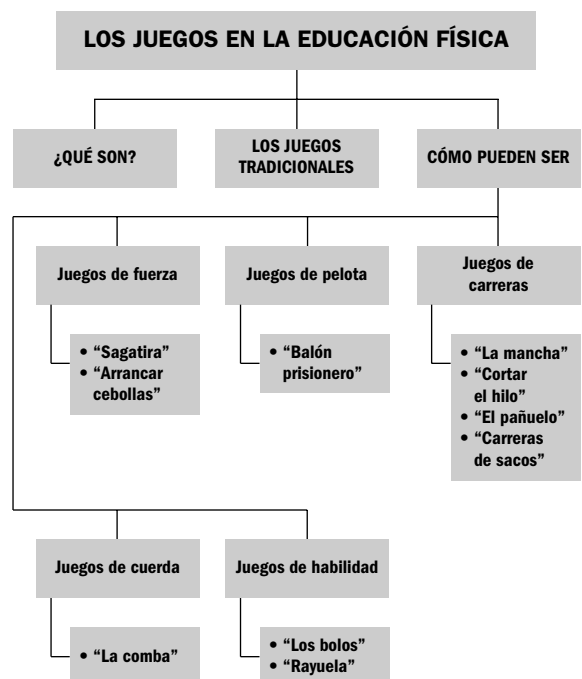 LOS JUEGOS EN LA EDUCACIÓN FÍSICA
¿QUÉ SON?
LOS JUEGOS
TRADICIONALES
CÓMO PUEDEN SER
Juegos de fuerza
Juegos de pelota
Juegos de
carreras
• “Sagatira”
• “Arrancar
cebollas”
• “Balón
prisionero”
• “La mancha”
• “Cortar
el hilo”
• “El pañuelo”
• “Carreras
de sacos”
Juegos de cuerda
Juegos de habilidad
• “La comba”
• “Los bolos”
• “Rayuela”